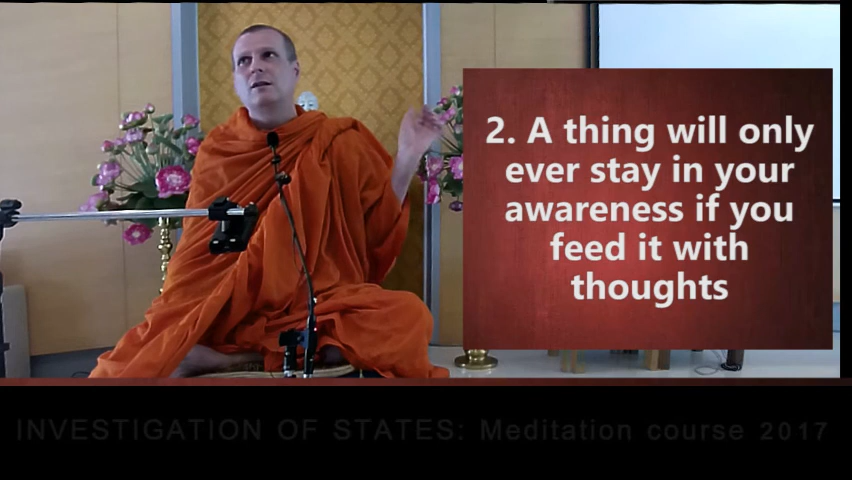 2. A thing will only
ever stay in your
awareness if you
feed it with
thoughts
INVESTIGATION OF STATES: Meditation course 2017